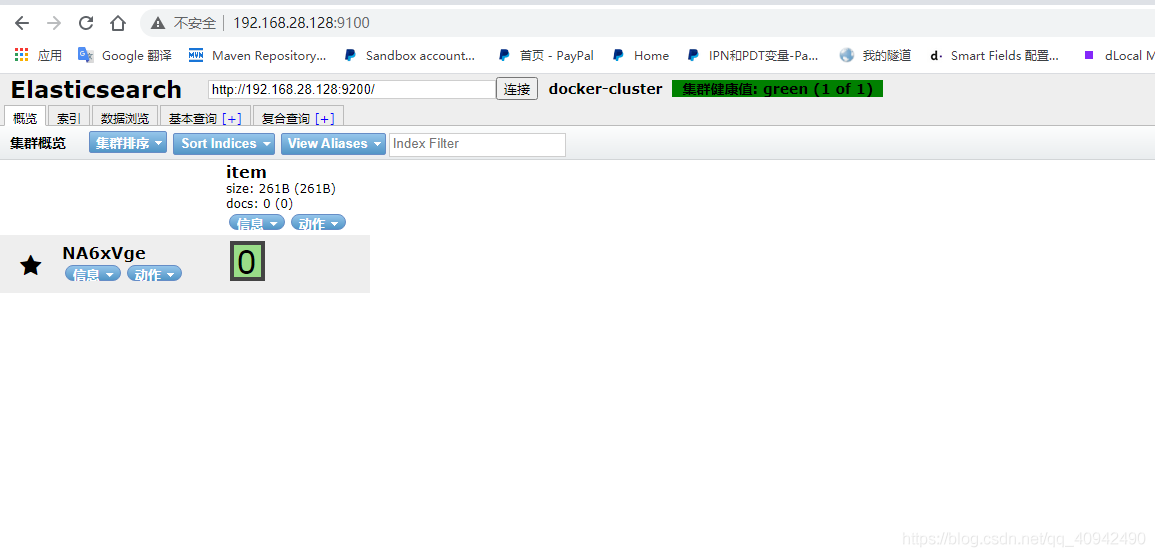 不安全 192.168.28.128:9100
应用 Google 翻译 Maven Repository... Sandbox account... 首页 - PayPal Home IPN和PDT变量-Pa... 我的隧道 d· Smart Fields 配置... dLocal M
Elasticsearch http://192.168.28.128:9200/ 连接 docker-cluster 集群健康值: green (1 of 1)
概览 索引 数据浏览 基本查询 [+] 复合查询 [+]
集群概览 集群排序 Sort Indices View Aliases Index Filter
item
size: 261B (261B)
docs: 0 (0)
信息 动作
NA6xVge 0
信息 动作
https://blog.csdn.net/qq_40942490